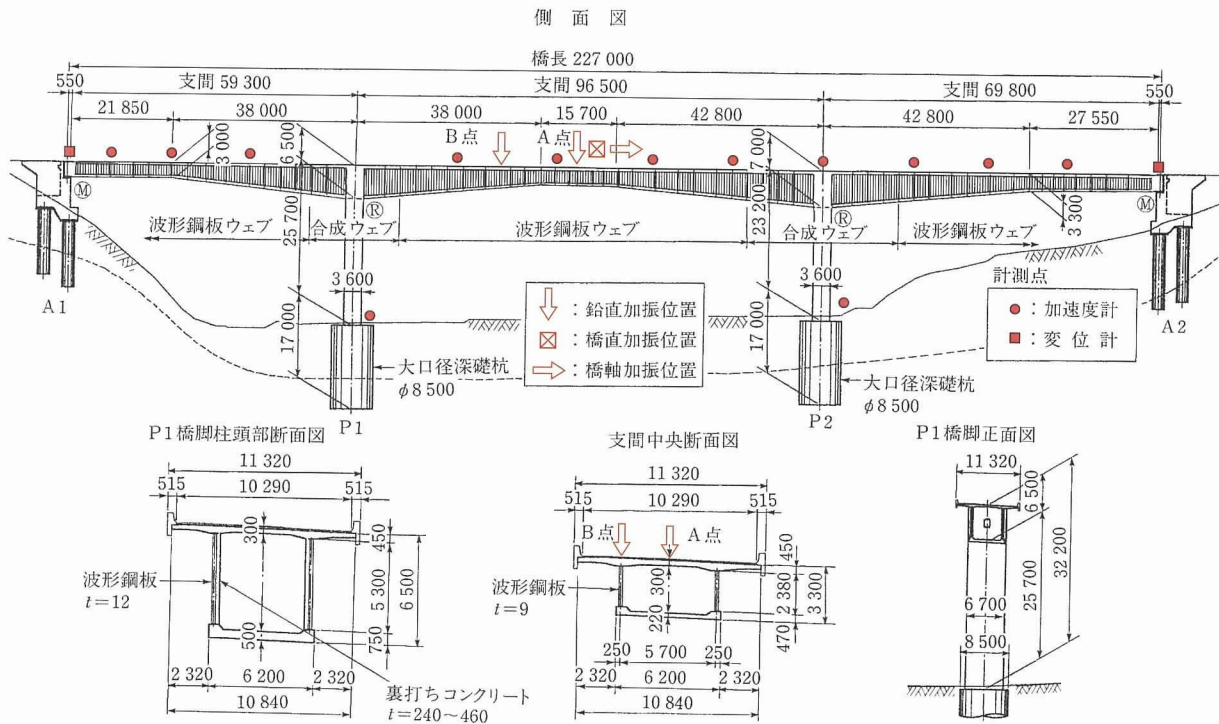 側面図
橋長 227 000
550
支間 59 300
支間 96 500
支間 69 800
550
21 850
38 000
38 000
15 700
42 800
42 800
27 550
3 000
6 500
B点
A点
7 000
Ⓜ
Ⓡ
Ⓡ
Ⓜ
25 700
23 200
3 300
波形鋼板ウェブ
合成ウェブ
波形鋼板ウェブ
合成ウェブ
波形鋼板ウェブ
3 600
3 600
A1
A2
17 000
17 000
計測点
:加速度計
:変位計
:鉛直加振位置
:橋直加振位置
:橋軸加振位置
大口径深礎杭
φ8 500
大口径深礎杭
φ8 500
P1
P2
P1橋脚柱頭部断面図
11 320
515
10 290
515
300
450
5 300
6 500
波形鋼板
t=12
500
750
2 320
6 200
2 320
10 840
裏打ちコンクリート
t=240〜460
支間中央断面図
11 320
515
10 290
515
B点
A点
450
300
2 380
3 300
波形鋼板
t=9
220
470
250
5 700
250
2 320
6 200
2 320
10 840
P1橋脚正面図
11 320
6 500
32 200
25 700
6 700
8 500